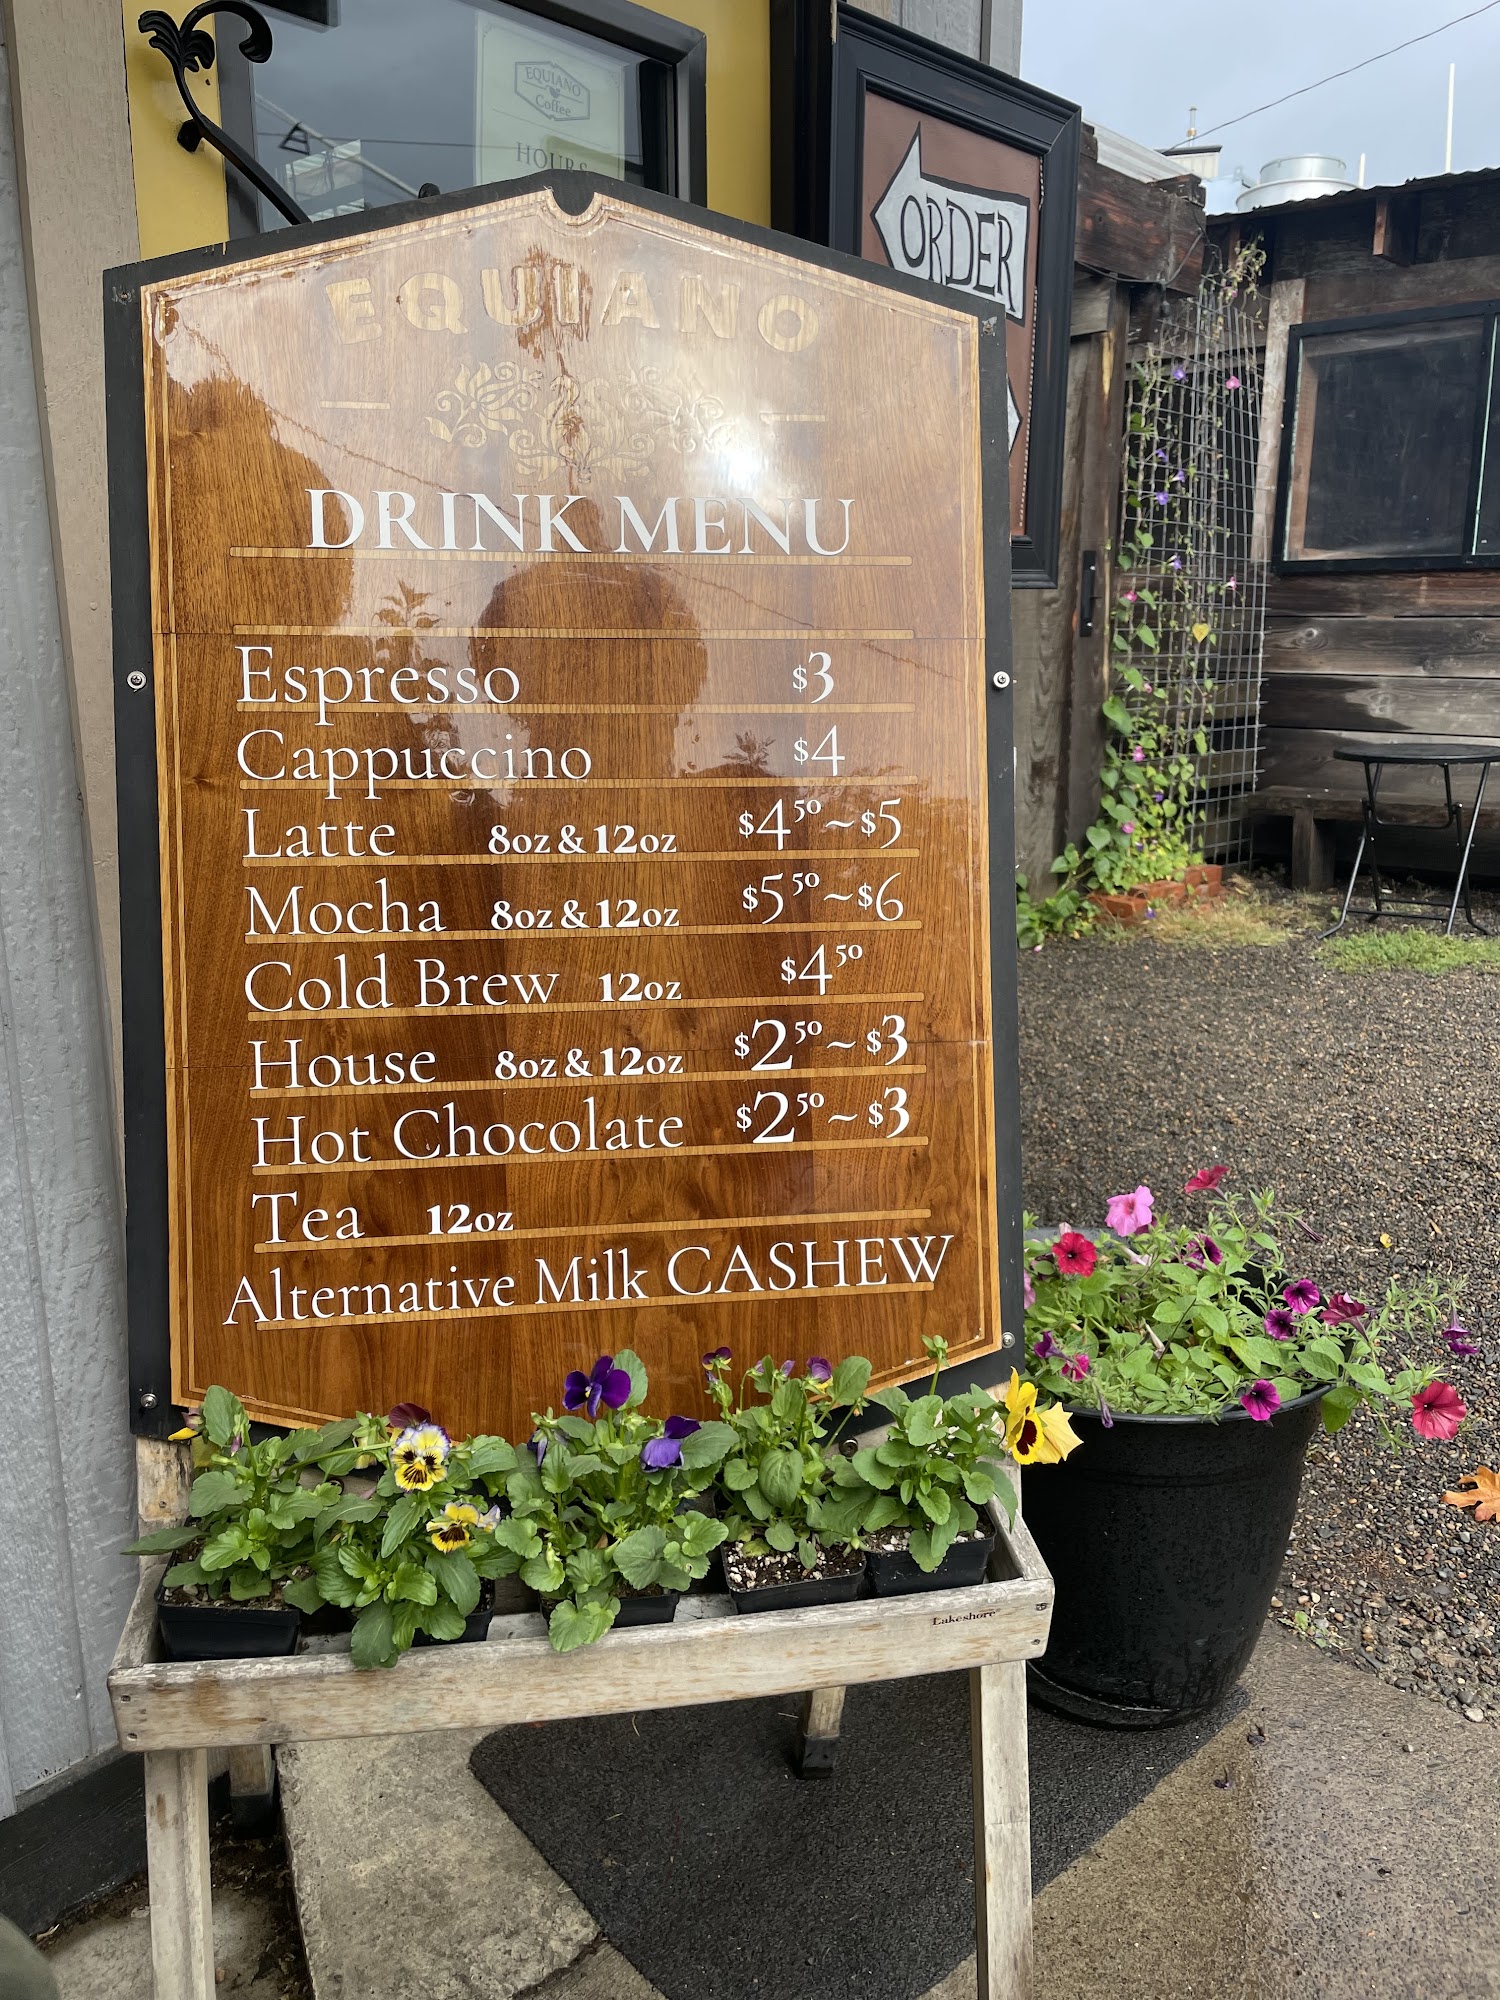 EQUIANO
Coffee
HOURS
ORDER
EQUIANO
DRINK MENU
Espresso $3
Cappuccino $4
Latte 8oz & 12oz $4⁵⁰ ~ $5
Mocha 8oz & 12oz $5⁵⁰ ~ $6
Cold Brew 12oz $4⁵⁰
House 8oz & 12oz $2⁵⁰ ~ $3
Hot Chocolate $2⁵⁰ ~ $3
Tea 12oz
Alternative Milk CASHEW
Lakeshore